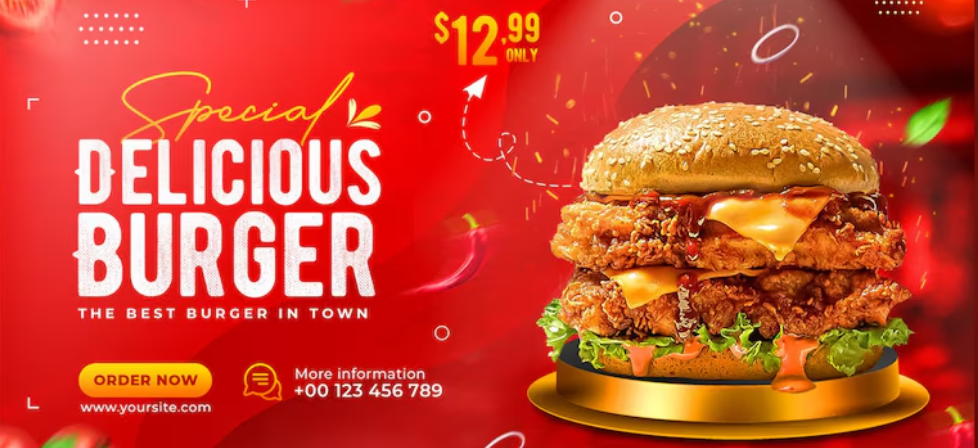 $12,99
ONLY
Special
DELICIOUS
BURGER
THE BEST BURGER IN TOWN
ORDER NOW
www.yoursite.com
More information
+00 123 456 789